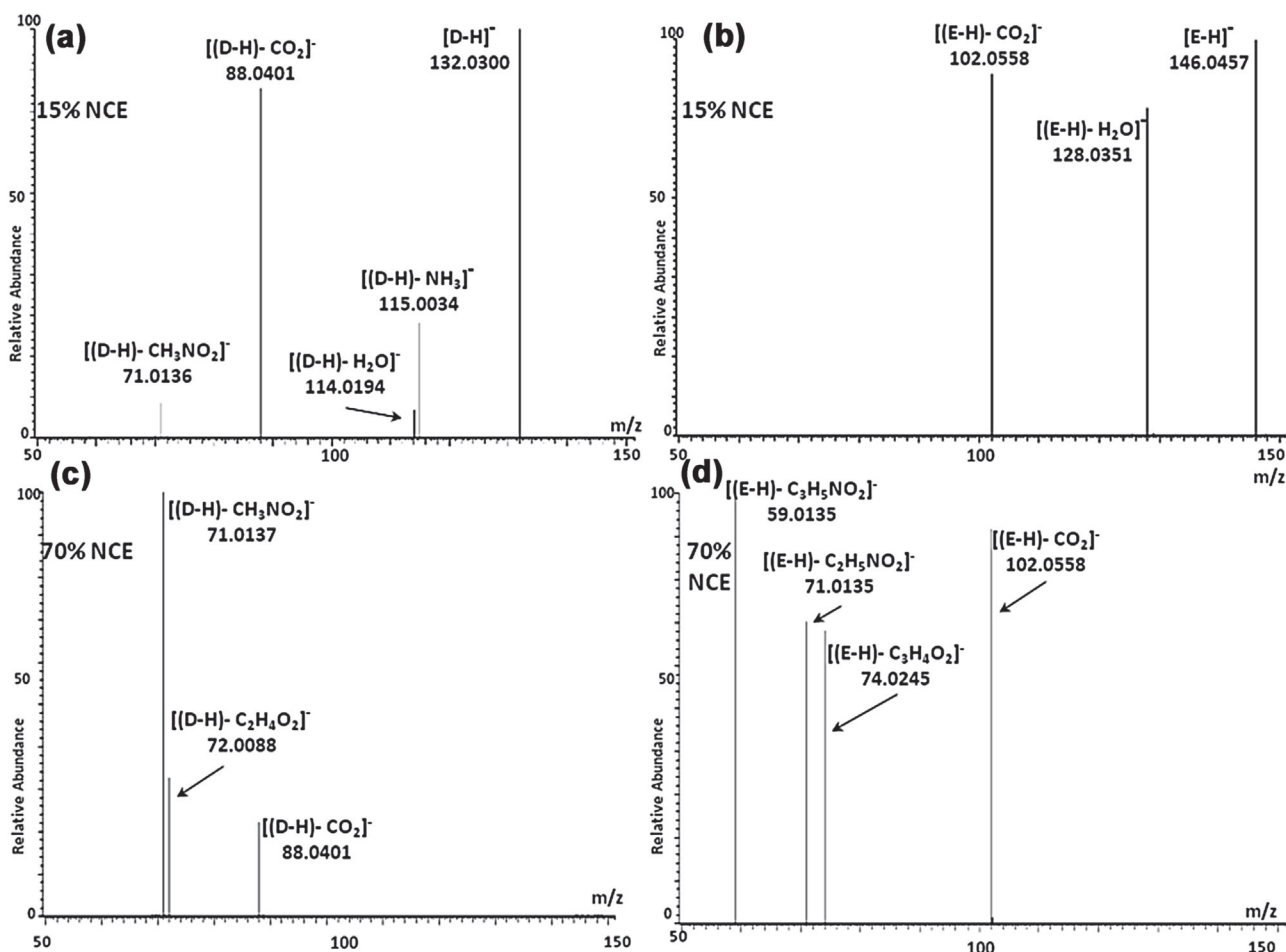 (a)
100
50
0
Relative Abundance
15% NCE
[(D-H)- CO₂]⁻
88.0401
[D-H]⁻
132.0300
[(D-H)- NH₃]⁻
115.0034
[(D-H)- CH₃NO₂]⁻
71.0136
[(D-H)- H₂O]⁻
114.0194
m/z
50
100
150
(b)
100
50
0
Relative Abundance
15% NCE
[(E-H)- CO₂]⁻
102.0558
[E-H]⁻
146.0457
[(E-H)- H₂O]⁻
128.0351
50
100
150
m/z
(c)
100
50
0
Relative Abundance
70% NCE
[(D-H)- CH₃NO₂]⁻
71.0137
[(D-H)- C₂H₄O₂]⁻
72.0088
[(D-H)- CO₂]⁻
88.0401
m/z
50
100
150
(d)
100
50
0
Relative Abundance
70%
NCE
[(E-H)- C₃H₅NO₂]⁻
59.0135
[(E-H)- C₂H₅NO₂]⁻
71.0135
[(E-H)- CO₂]⁻
102.0558
[(E-H)- C₃H₄O₂]⁻
74.0245
m/z
50
100
150